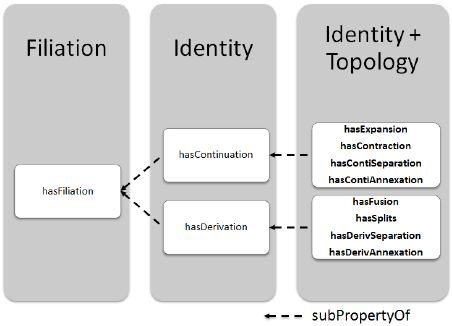 Filiation
Identity
Identity +
Topology
hasFiliation
hasContinuation
hasDerivation
hasExpansion
hasContraction
hasContiSeparation
hasContiAnnexation
hasFusion
hasSplits
hasDerivSeparation
hasDerivAnnexation
subPropertyOf